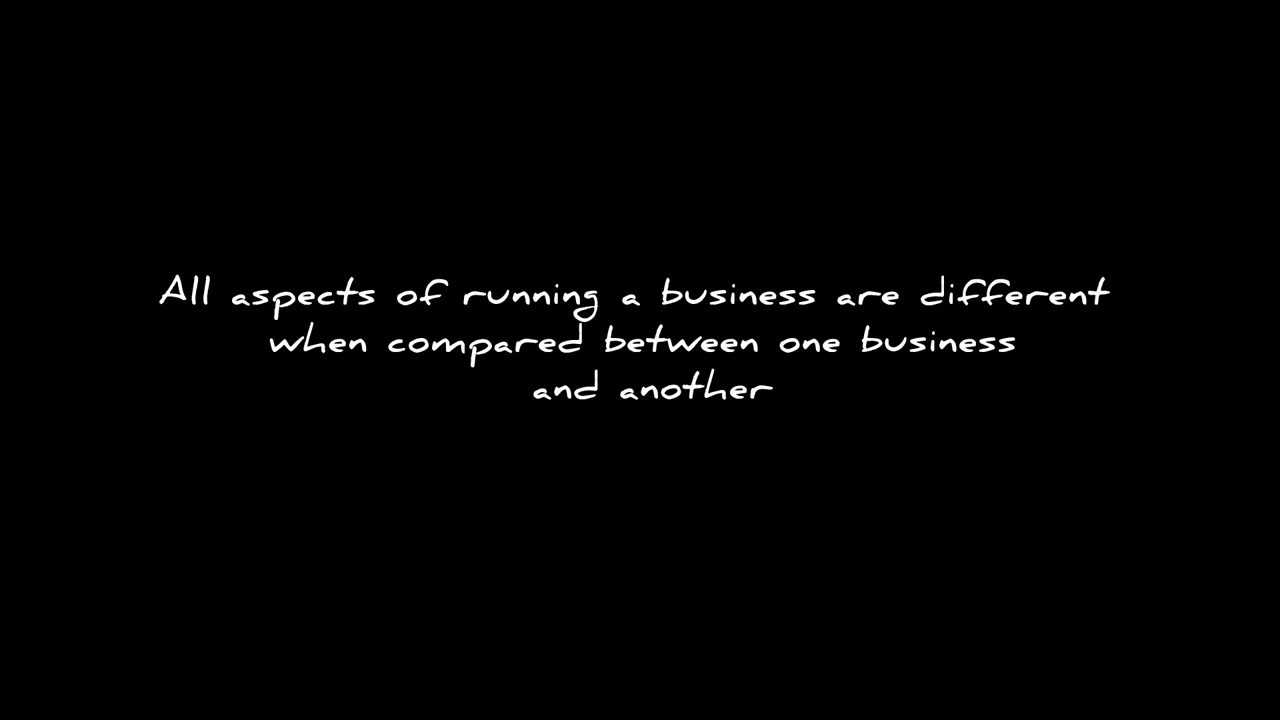 All aspects of running a business are different
when compared between one business
and another